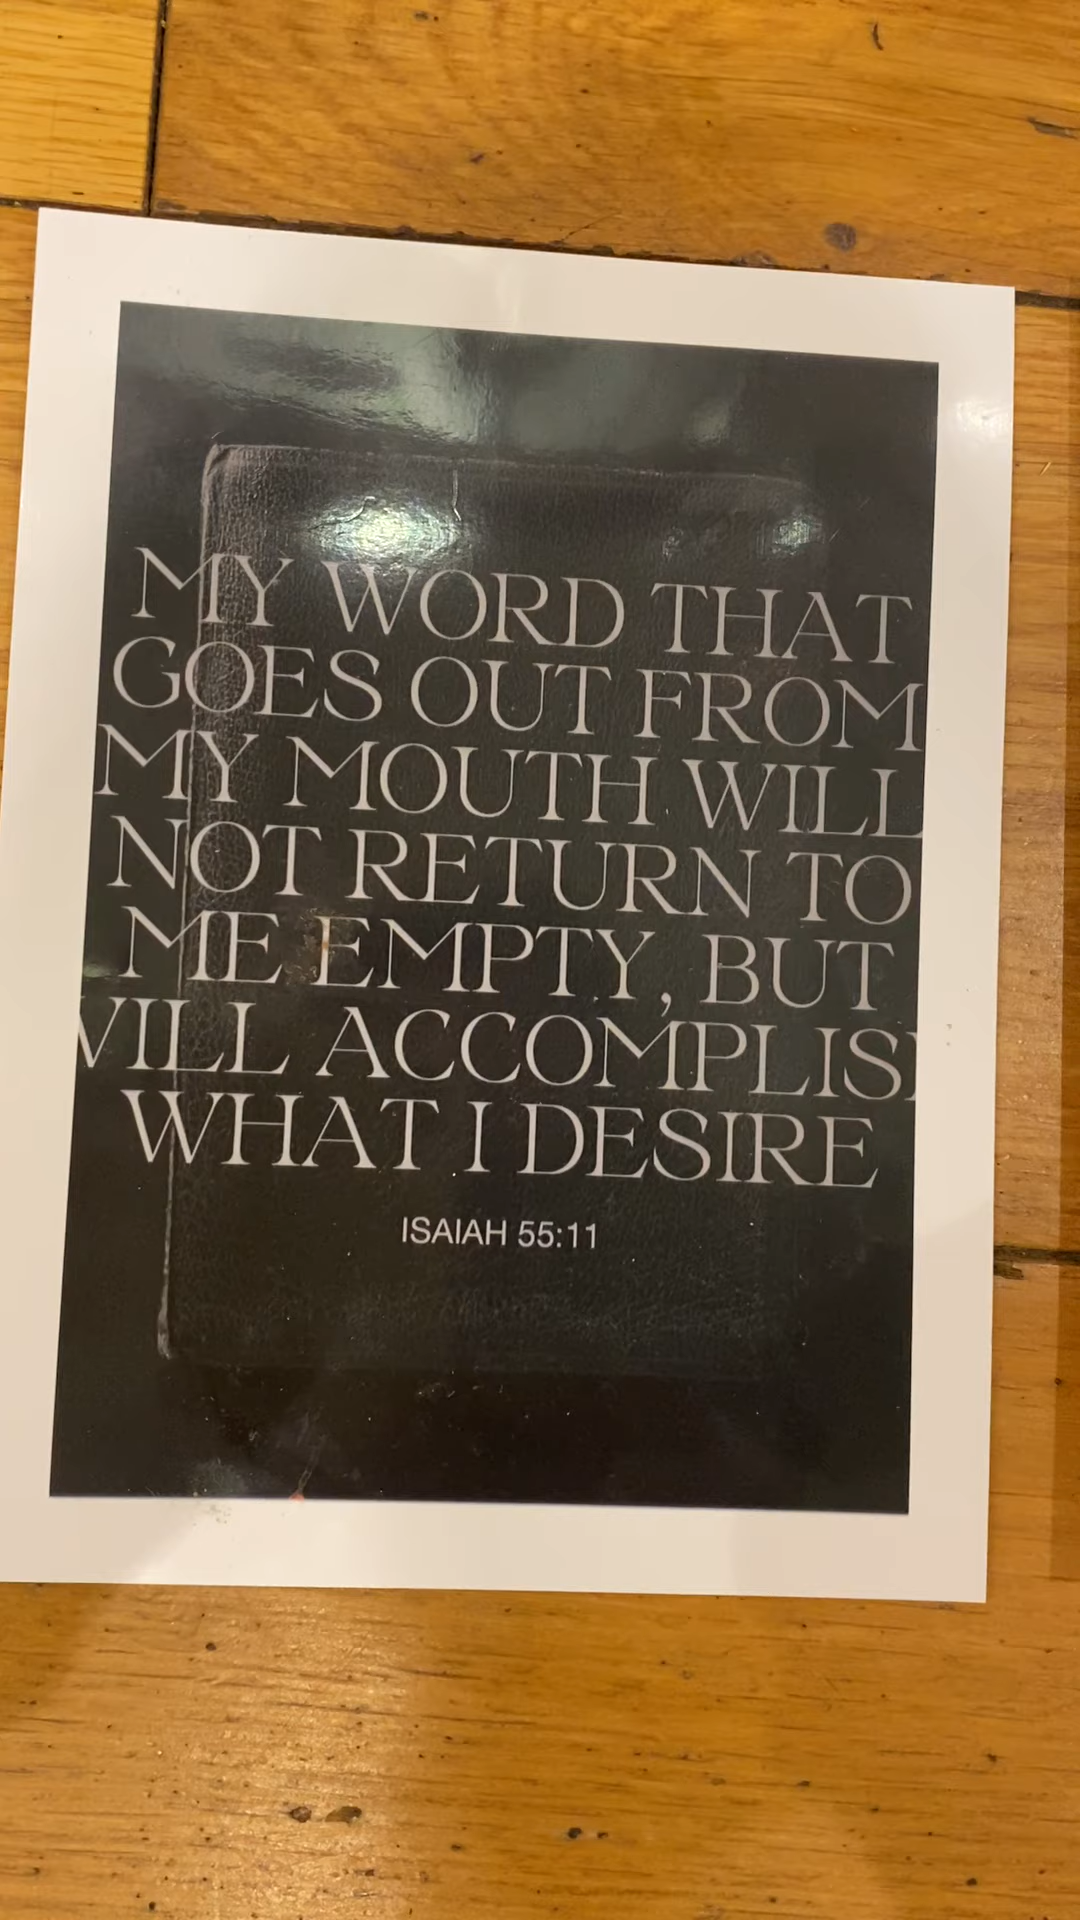 MY WORD THAT
GOES OUT FROM
MY MOUTH WILL
NOT RETURN TO
ME EMPTY, BUT
WILL ACCOMPLISH
WHAT I DESIRE
ISAIAH 55:11